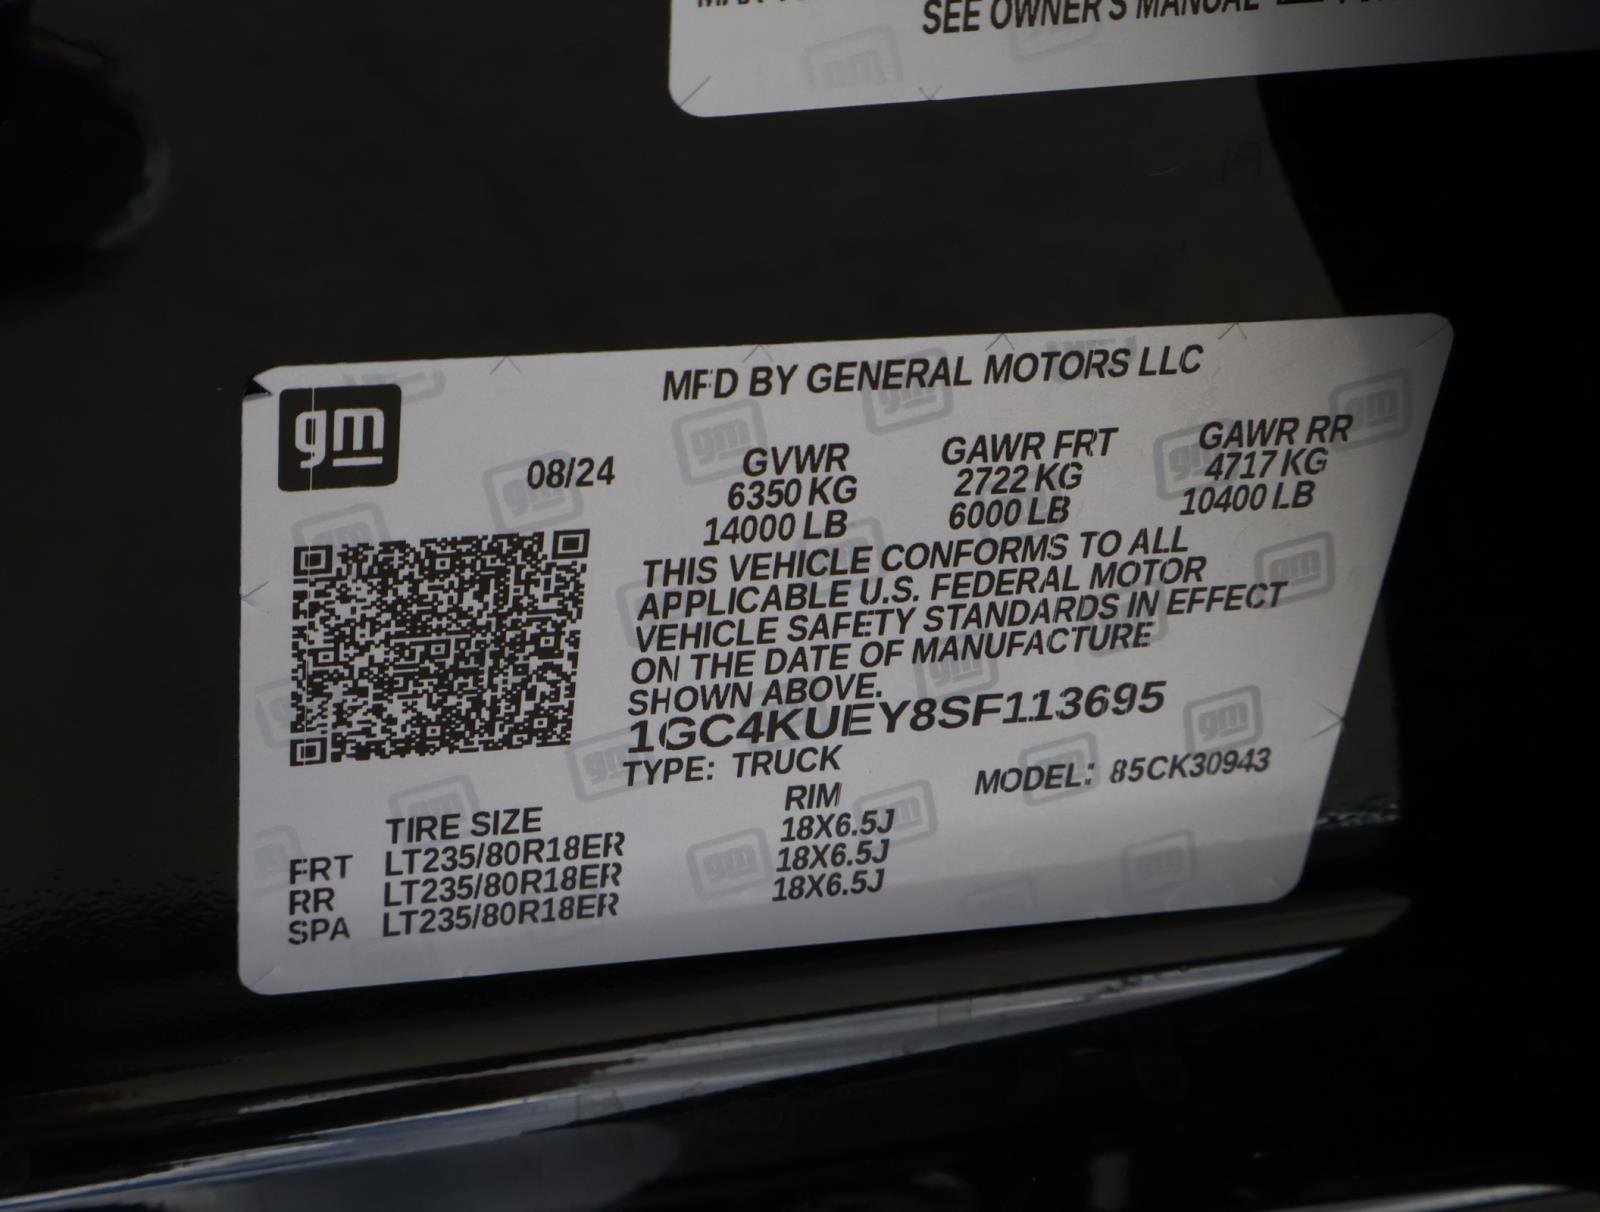 SEE OWNER'S MANUAL
MFD BY GENERAL MOTORS LLC
gm
08/24
GVWR GAWR FRT GAWR RR
6350 KG 2722 KG 4717 KG
14000 LB 6000 LB 10400 LB
THIS VEHICLE CONFORMS TO ALL
APPLICABLE U.S. FEDERAL MOTOR
VEHICLE SAFETY STANDARDS IN EFFECT
ON THE DATE OF MANUFACTURE
SHOWN ABOVE.
1GC4KUEY8SF113695
TYPE: TRUCK MODEL: 85CK30943
TIRE SIZE RIM
FRT LT235/80R18ER 18X6.5J
RR LT235/80R18ER 18X6.5J
SPA LT235/80R18ER 18X6.5J